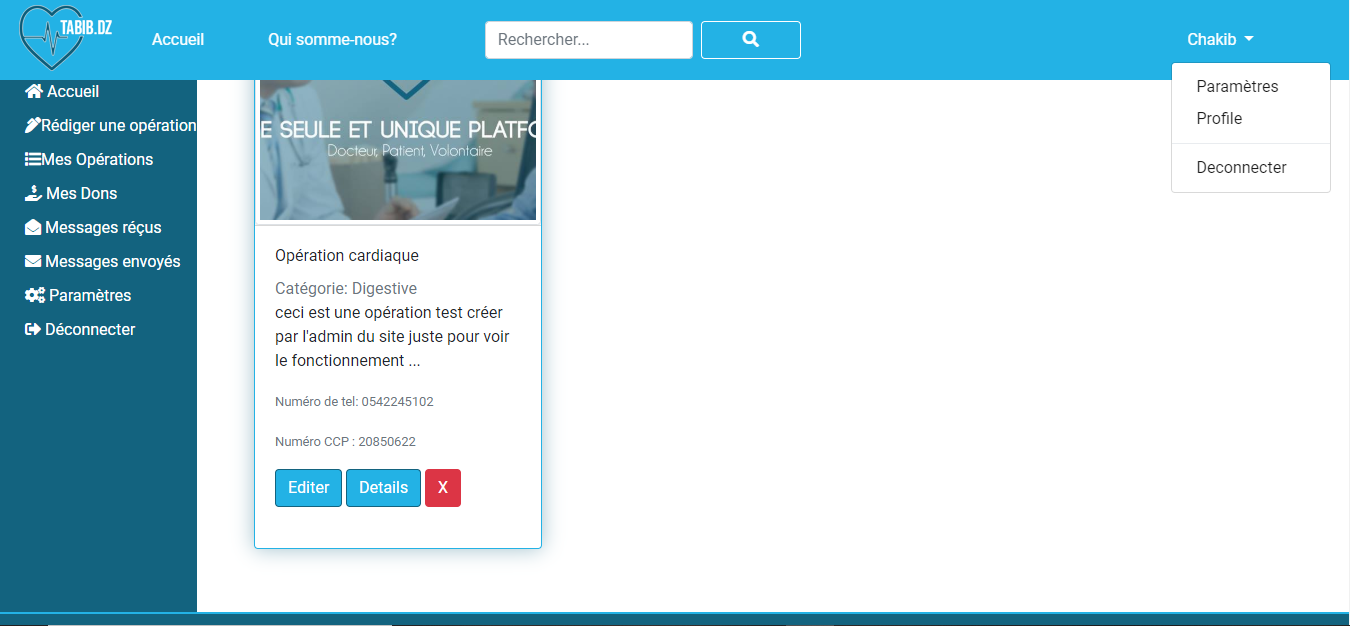 TABIB.DZ
Accueil
Qui somme-nous?
Rechercher...
Chakib
Paramètres
Profile
Deconnecter
Accueil
Rédiger une opération
Mes Opérations
Mes Dons
Messages réçus
Messages envoyés
Paramètres
Déconnecter
E SEULE ET UNIQUE PLATFO
Docteur, Patient, Volontaire
Opération cardiaque
Catégorie: Digestive
ceci est une opération test créer
par l'admin du site juste pour voir
le fonctionnement ...
Numéro de tel: 0542245102
Numéro CCP : 20850622
Editer
Details
X